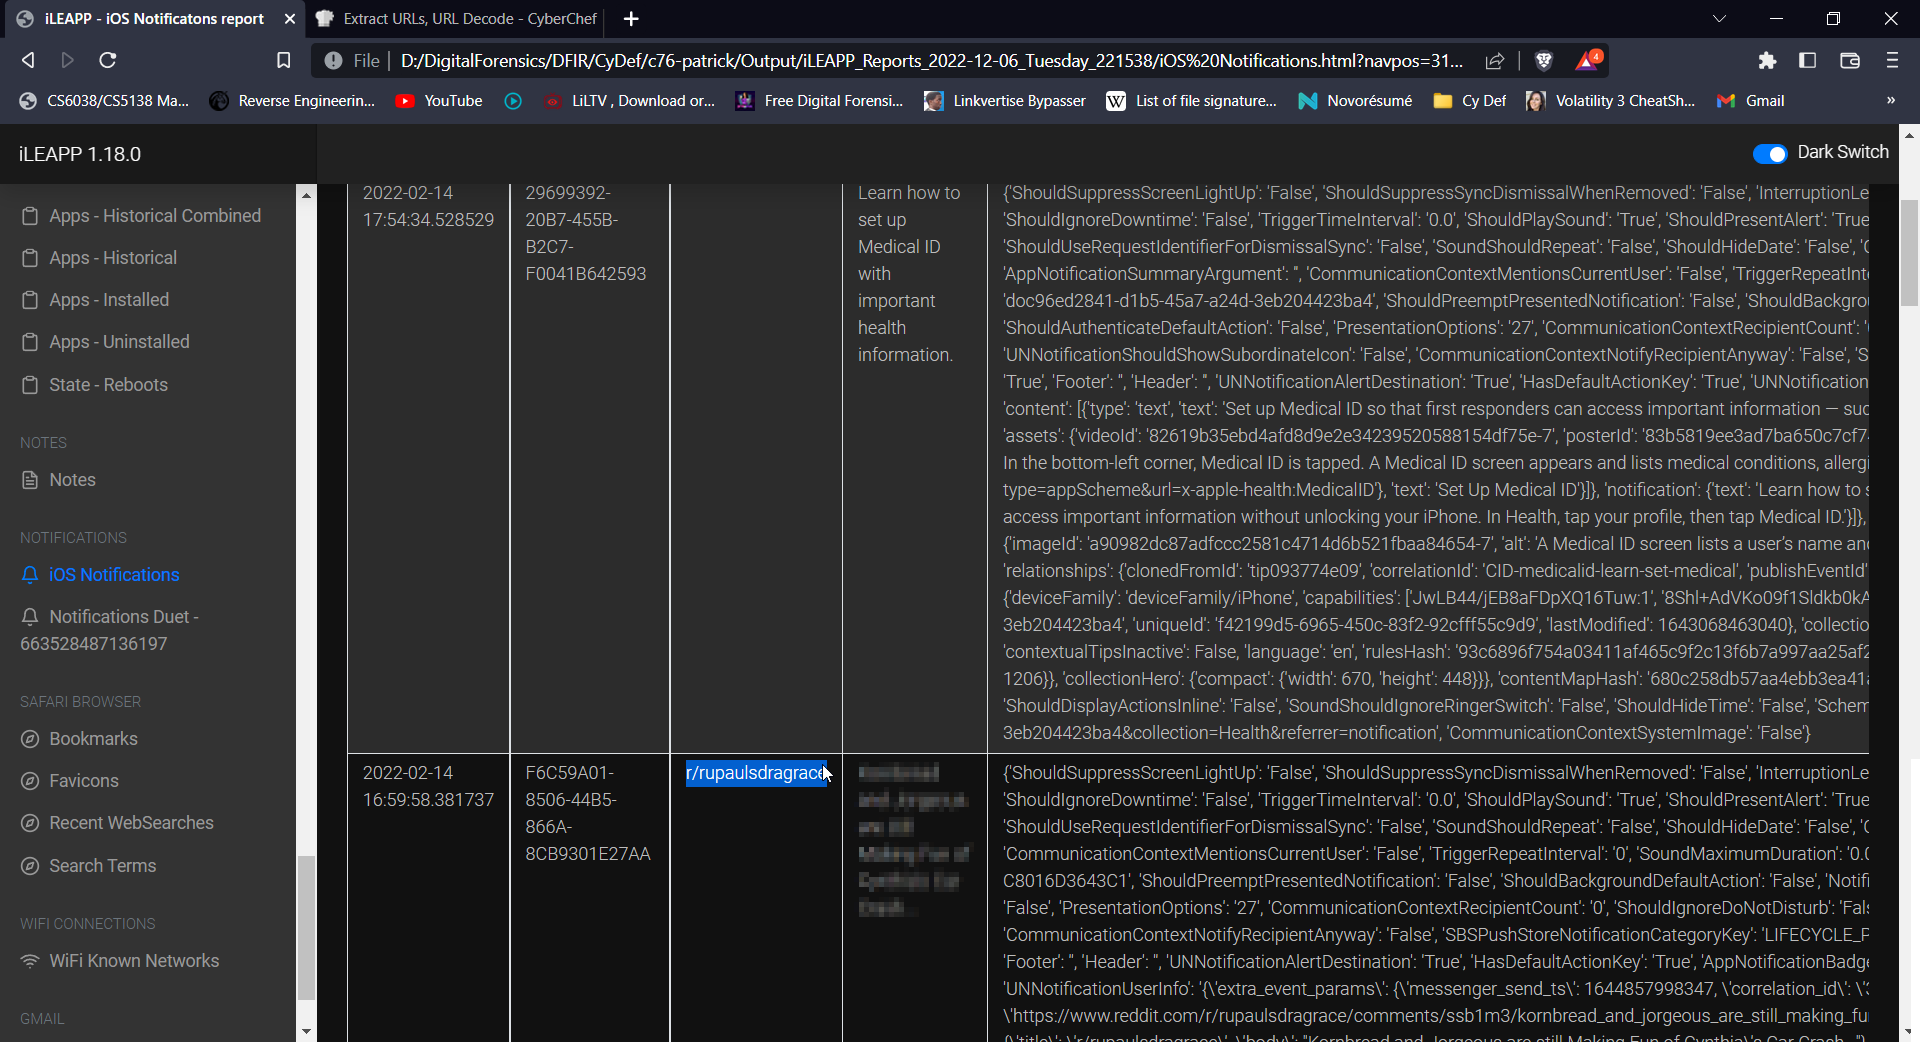 iLEAPP - iOS Notificatons report
Extract URLs, URL Decode - CyberChef
File | D:/DigitalForensics/DFIR/CyDef/c76-patrick/Output/iLEAPP_Reports_2022-12-06_Tuesday_221538/iOS%20Notifications.html?navpos=31...
4
CS6038/CS5138 Ma...
Reverse Engineerin...
YouTube
LiLTV , Download or...
Free Digital Forensi...
Linkvertise Bypasser
List of file signature...
Novorésumé
Cy Def
Volatility 3 CheatSh...
Gmail
»
iLEAPP 1.18.0
Dark Switch
Apps - Historical Combined
Apps - Historical
Apps - Installed
Apps - Uninstalled
State - Reboots
NOTES
Notes
NOTIFICATIONS
iOS Notifications
Notifications Duet -
663528487136197
SAFARI BROWSER
Bookmarks
Favicons
Recent WebSearches
Search Terms
WIFI CONNECTIONS
WiFi Known Networks
GMAIL
2022-02-14
17:54:34.528529
29699392-
20B7-455B-
B2C7-
F0041B642593
Learn how to
set up
Medical ID
with
important
health
information.
{'ShouldSuppressScreenLightUp': 'False', 'ShouldSuppressSyncDismissalWhenRemoved': 'False', 'InterruptionLe
'ShouldIgnoreDowntime': 'False', 'TriggerTimeInterval': '0.0', 'ShouldPlaySound': 'True', 'ShouldPresentAlert': 'True
'ShouldUseRequestIdentifierForDismissalSync': 'False', 'SoundShouldRepeat': 'False', 'ShouldHideDate': 'False', 'C
'AppNotificationSummaryArgument': '', 'CommunicationContextMentionsCurrentUser': 'False', 'TriggerRepeatInt
'doc96ed2841-d1b5-45a7-a24d-3eb204423ba4', 'ShouldPreemptPresentedNotification': 'False', 'ShouldBackgro
'ShouldAuthenticateDefaultAction': 'False', 'PresentationOptions': '27', 'CommunicationContextRecipientCount': '
'UNNotificationShouldShowSubordinateIcon': 'False', 'CommunicationContextNotifyRecipientAnyway': 'False', 'S
'True', 'Footer': '', 'Header': '', 'UNNotificationAlertDestination': 'True', 'HasDefaultActionKey': 'True', 'UNNotification
'content': [{'type': 'text', 'text': 'Set up Medical ID so that first responders can access important information — suc
'assets': {'videoId': '82619b35ebd4afd8d9e2e34239520588154df75e-7', 'posterId': '83b5819ee3ad7ba650c7cf7
In the bottom-left corner, Medical ID is tapped. A Medical ID screen appears and lists medical conditions, allergi
type=appScheme&url=x-apple-health:MedicalID'}, 'text': 'Set Up Medical ID'}]}, 'notification': {'text': 'Learn how to s
access important information without unlocking your iPhone. In Health, tap your profile, then tap Medical ID.'}]},
{'imageId': 'a90982dc87adfccc2581c4714d6b521fbaa84654-7', 'alt': 'A Medical ID screen lists a user's name an
'relationships': {'clonedFromId': 'tip093774e09', 'correlationId': 'CID-medicalid-learn-set-medical', 'publishEventId'
{'deviceFamily': 'deviceFamily/iPhone', 'capabilities': ['JwLB44/jEB8aFDpXQ16Tuw:1', '8Shl+AdVKo09f1Sldkb0kA
3eb204423ba4', 'uniqueId': 'f42199d5-6965-450c-83f2-92cfff55c9d9', 'lastModified': 1643068463040}, 'collectio
'contextualTipsInactive': False, 'language': 'en', 'rulesHash': '93c6896f754a03411af465c9f2c13f6b7a997aa25af2
1206}}, 'collectionHero': {'compact': {'width': 670, 'height': 448}}}, 'contentMapHash': '680c258db57aa4ebb3ea41
'ShouldDisplayActionsInline': 'False', 'SoundShouldIgnoreRingerSwitch': 'False', 'ShouldHideTime': 'False', 'Schem
3eb204423ba4&collection=Health&referrer=notification', 'CommunicationContextSystemImage': 'False'}
2022-02-14
16:59:58.381737
F6C59A01-
8506-44B5-
866A-
8CB9301E27AA
r/rupaulsdragrace
{'ShouldSuppressScreenLightUp': 'False', 'ShouldSuppressSyncDismissalWhenRemoved': 'False', 'InterruptionLe
'ShouldIgnoreDowntime': 'False', 'TriggerTimeInterval': '0.0', 'ShouldPlaySound': 'True', 'ShouldPresentAlert': 'True
'ShouldUseRequestIdentifierForDismissalSync': 'False', 'SoundShouldRepeat': 'False', 'ShouldHideDate': 'False', 'C
'CommunicationContextMentionsCurrentUser': 'False', 'TriggerRepeatInterval': '0', 'SoundMaximumDuration': '0.0
C8016D3643C1', 'ShouldPreemptPresentedNotification': 'False', 'ShouldBackgroundDefaultAction': 'False', 'Notifi
'False', 'PresentationOptions': '27', 'CommunicationContextRecipientCount': '0', 'ShouldIgnoreDoNotDisturb': 'Fal
'CommunicationContextNotifyRecipientAnyway': 'False', 'SBSPushStoreNotificationCategoryKey': 'LIFECYCLE_P
'Footer': '', 'Header': '', 'UNNotificationAlertDestination': 'True', 'HasDefaultActionKey': 'True', 'AppNotificationBadge
'UNNotificationUserInfo': '{\'extra_event_params\': {\'messenger_send_ts\': 1644857998347, \'correlation_id\': \'3
\'https://www.reddit.com/r/rupaulsdragrace/comments/ssb1m3/kornbread_and_jorgeous_are_still_making_fu